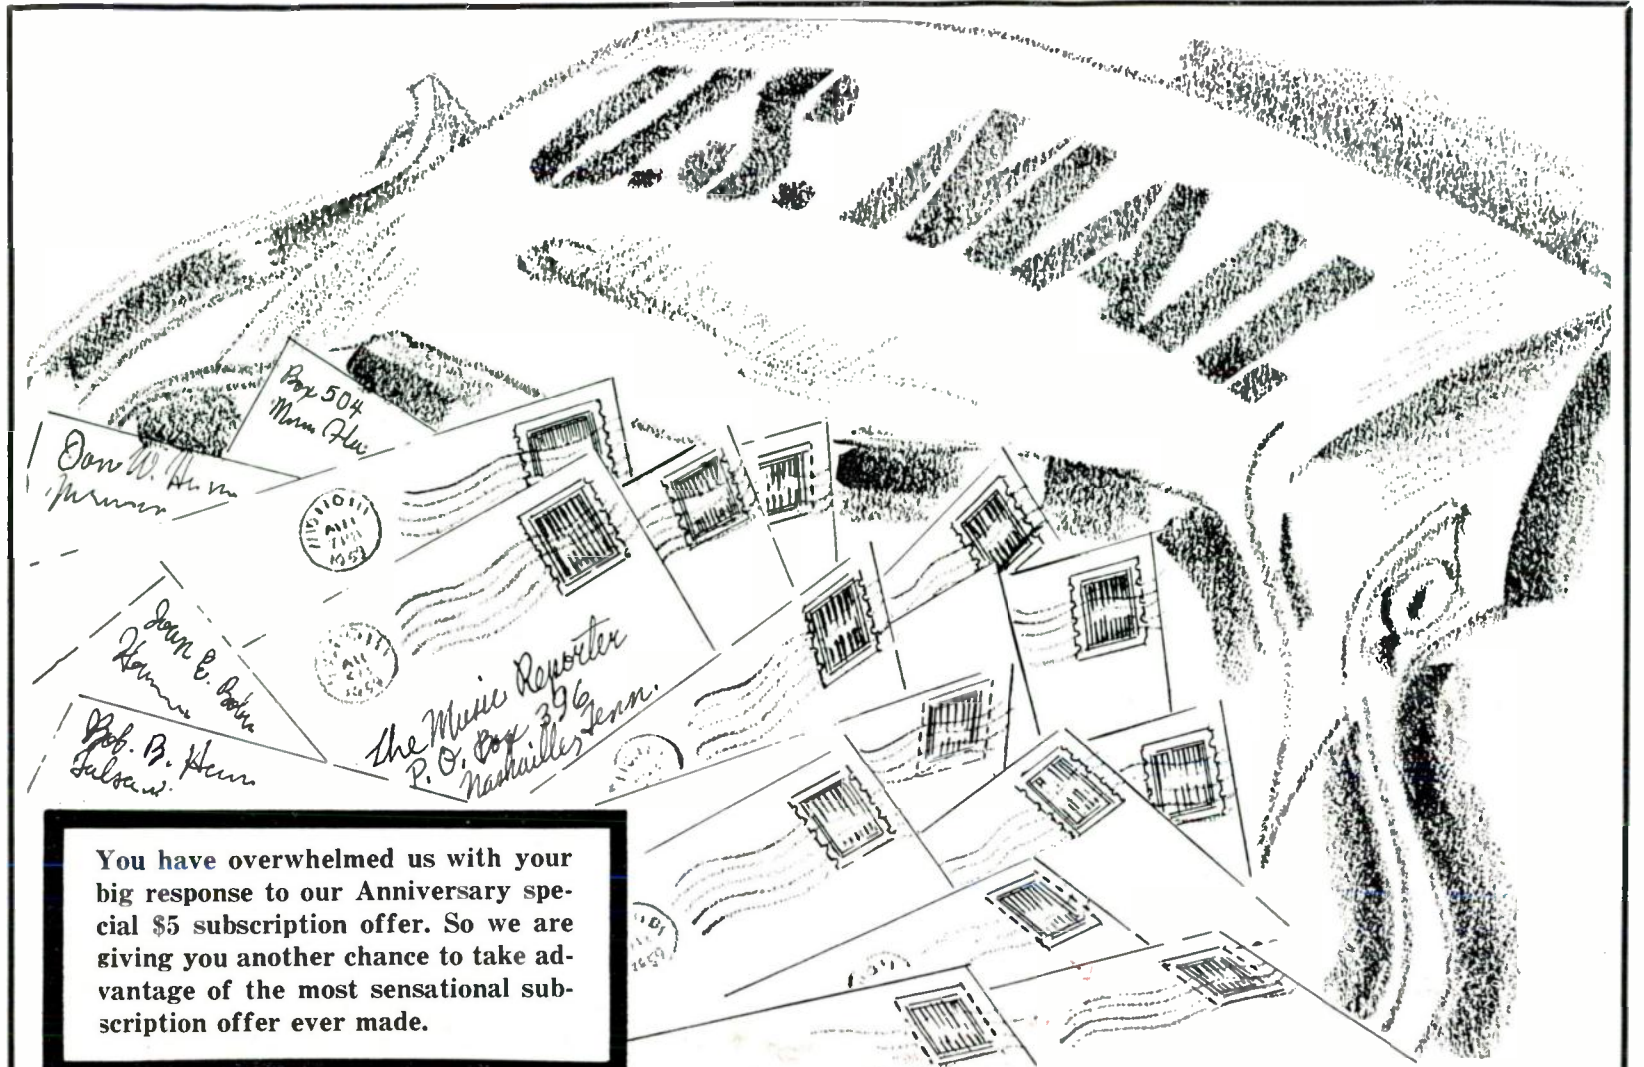 U.S. MAIL
Box 504
Don W.
The Music Reporter
P.O. Box 396
Nashville, Tenn.
Bob. B.
You have overwhelmed us with your
big response to our Anniversary spe-
cial $5 subscription offer. So we are
giving you another chance to take ad-
vantage of the most sensational sub-
scription offer ever made.